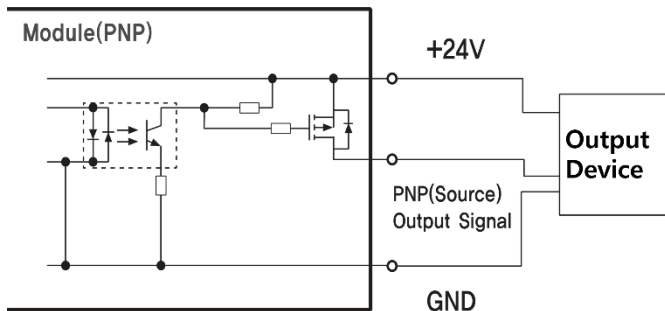 Module(PNP)
+24V
Output
Device
PNP(Source)
Output Signal
GND